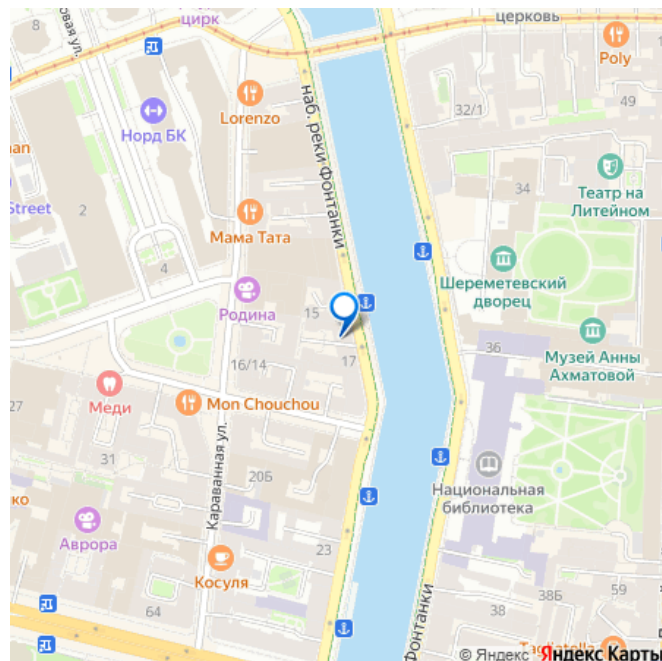 цирк
церковь
8
овая ул.
Poly
32/1
49
Lorenzo
Норд БК
наб. реки Фонтанки
Театр на
Литейном
34
Street
2
Мама Тата
4
Шереметевский
дворец
Родина
15
36
Музей Анны
Ахматовой
17
16/14
Меди
Mon Chouchou
27
31
Караванная ул.
20Б
Национальная
библиотека
Аврора
23
Косуля
64
38
38Б
59
Фонтанки
Tagliatella
© Яндекс Яндекс Карты